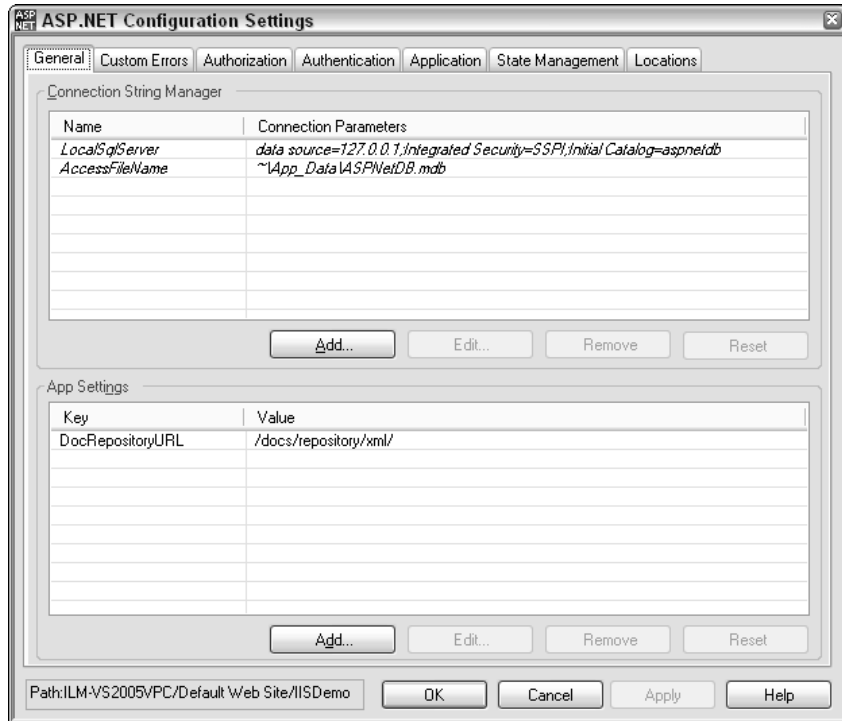 ASP.NET ASP.NET Configuration Settings
General Custom Errors Authorization Authentication Application State Management Locations
Connection String Manager
Name Connection Parameters
LocalSqlServer data source=127.0.0.1;Integrated Security=SSPI;Initial Catalog=aspnetdb
AccessFileName ~\App_Data\ASPNetDB.mdb
Add... Edit... Remove Reset
App Settings
Key Value
DocRepositoryURL /docs/repository/xml/
Add... Edit... Remove Reset
Path:ILM-VS2005VPC/Default Web Site/IISDemo OK Cancel Apply Help